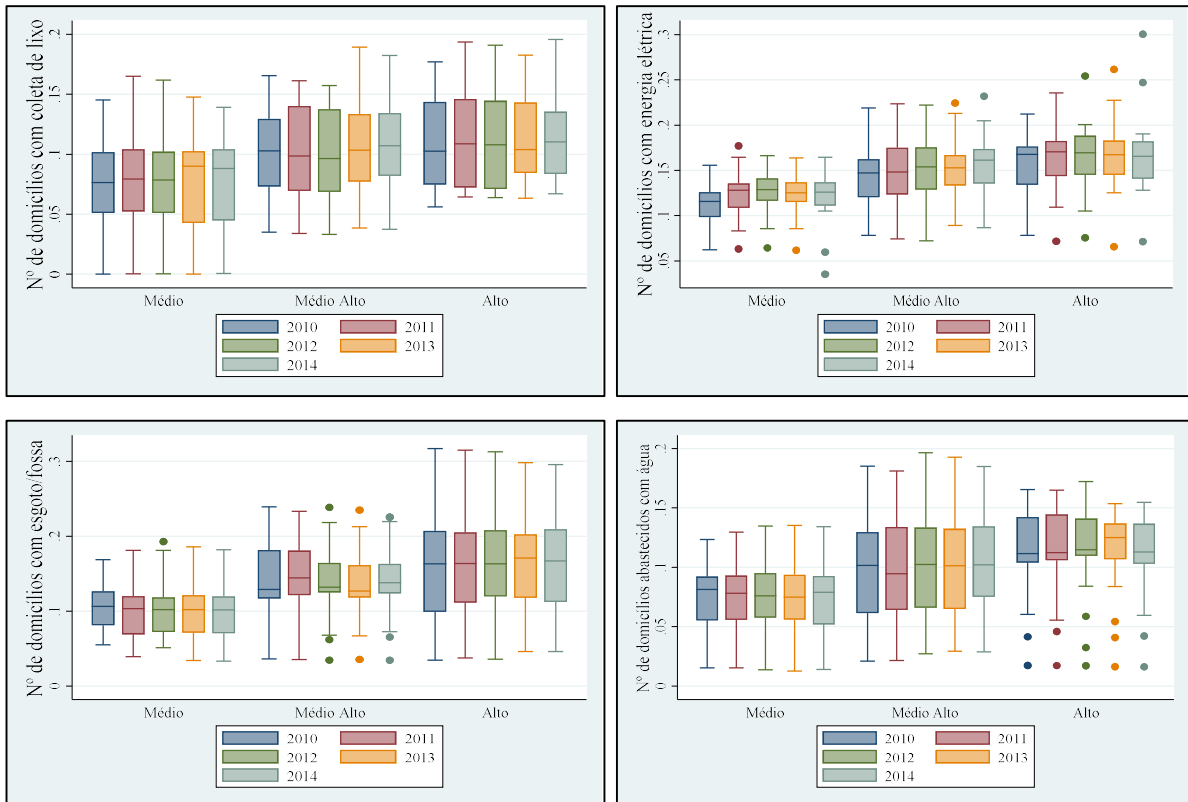 Nº de domicílios com coleta de lixo
.2
.15
.1
.05
0
Médio
Médio Alto
Alto
2010
2011
2012
2013
2014
Nº de domicílios com energia elétrica
.3
.25
.2
.15
.1
.05
Médio
Médio Alto
Alto
2010
2011
2012
2013
2014
Nº de domicílios com esgoto/fossa
.3
.2
.1
0
Médio
Médio Alto
Alto
2010
2011
2012
2013
2014
Nº de domicílios abastecidos com água
.2
.15
.1
.05
0
Médio
Médio Alto
Alto
2010
2011
2012
2013
2014